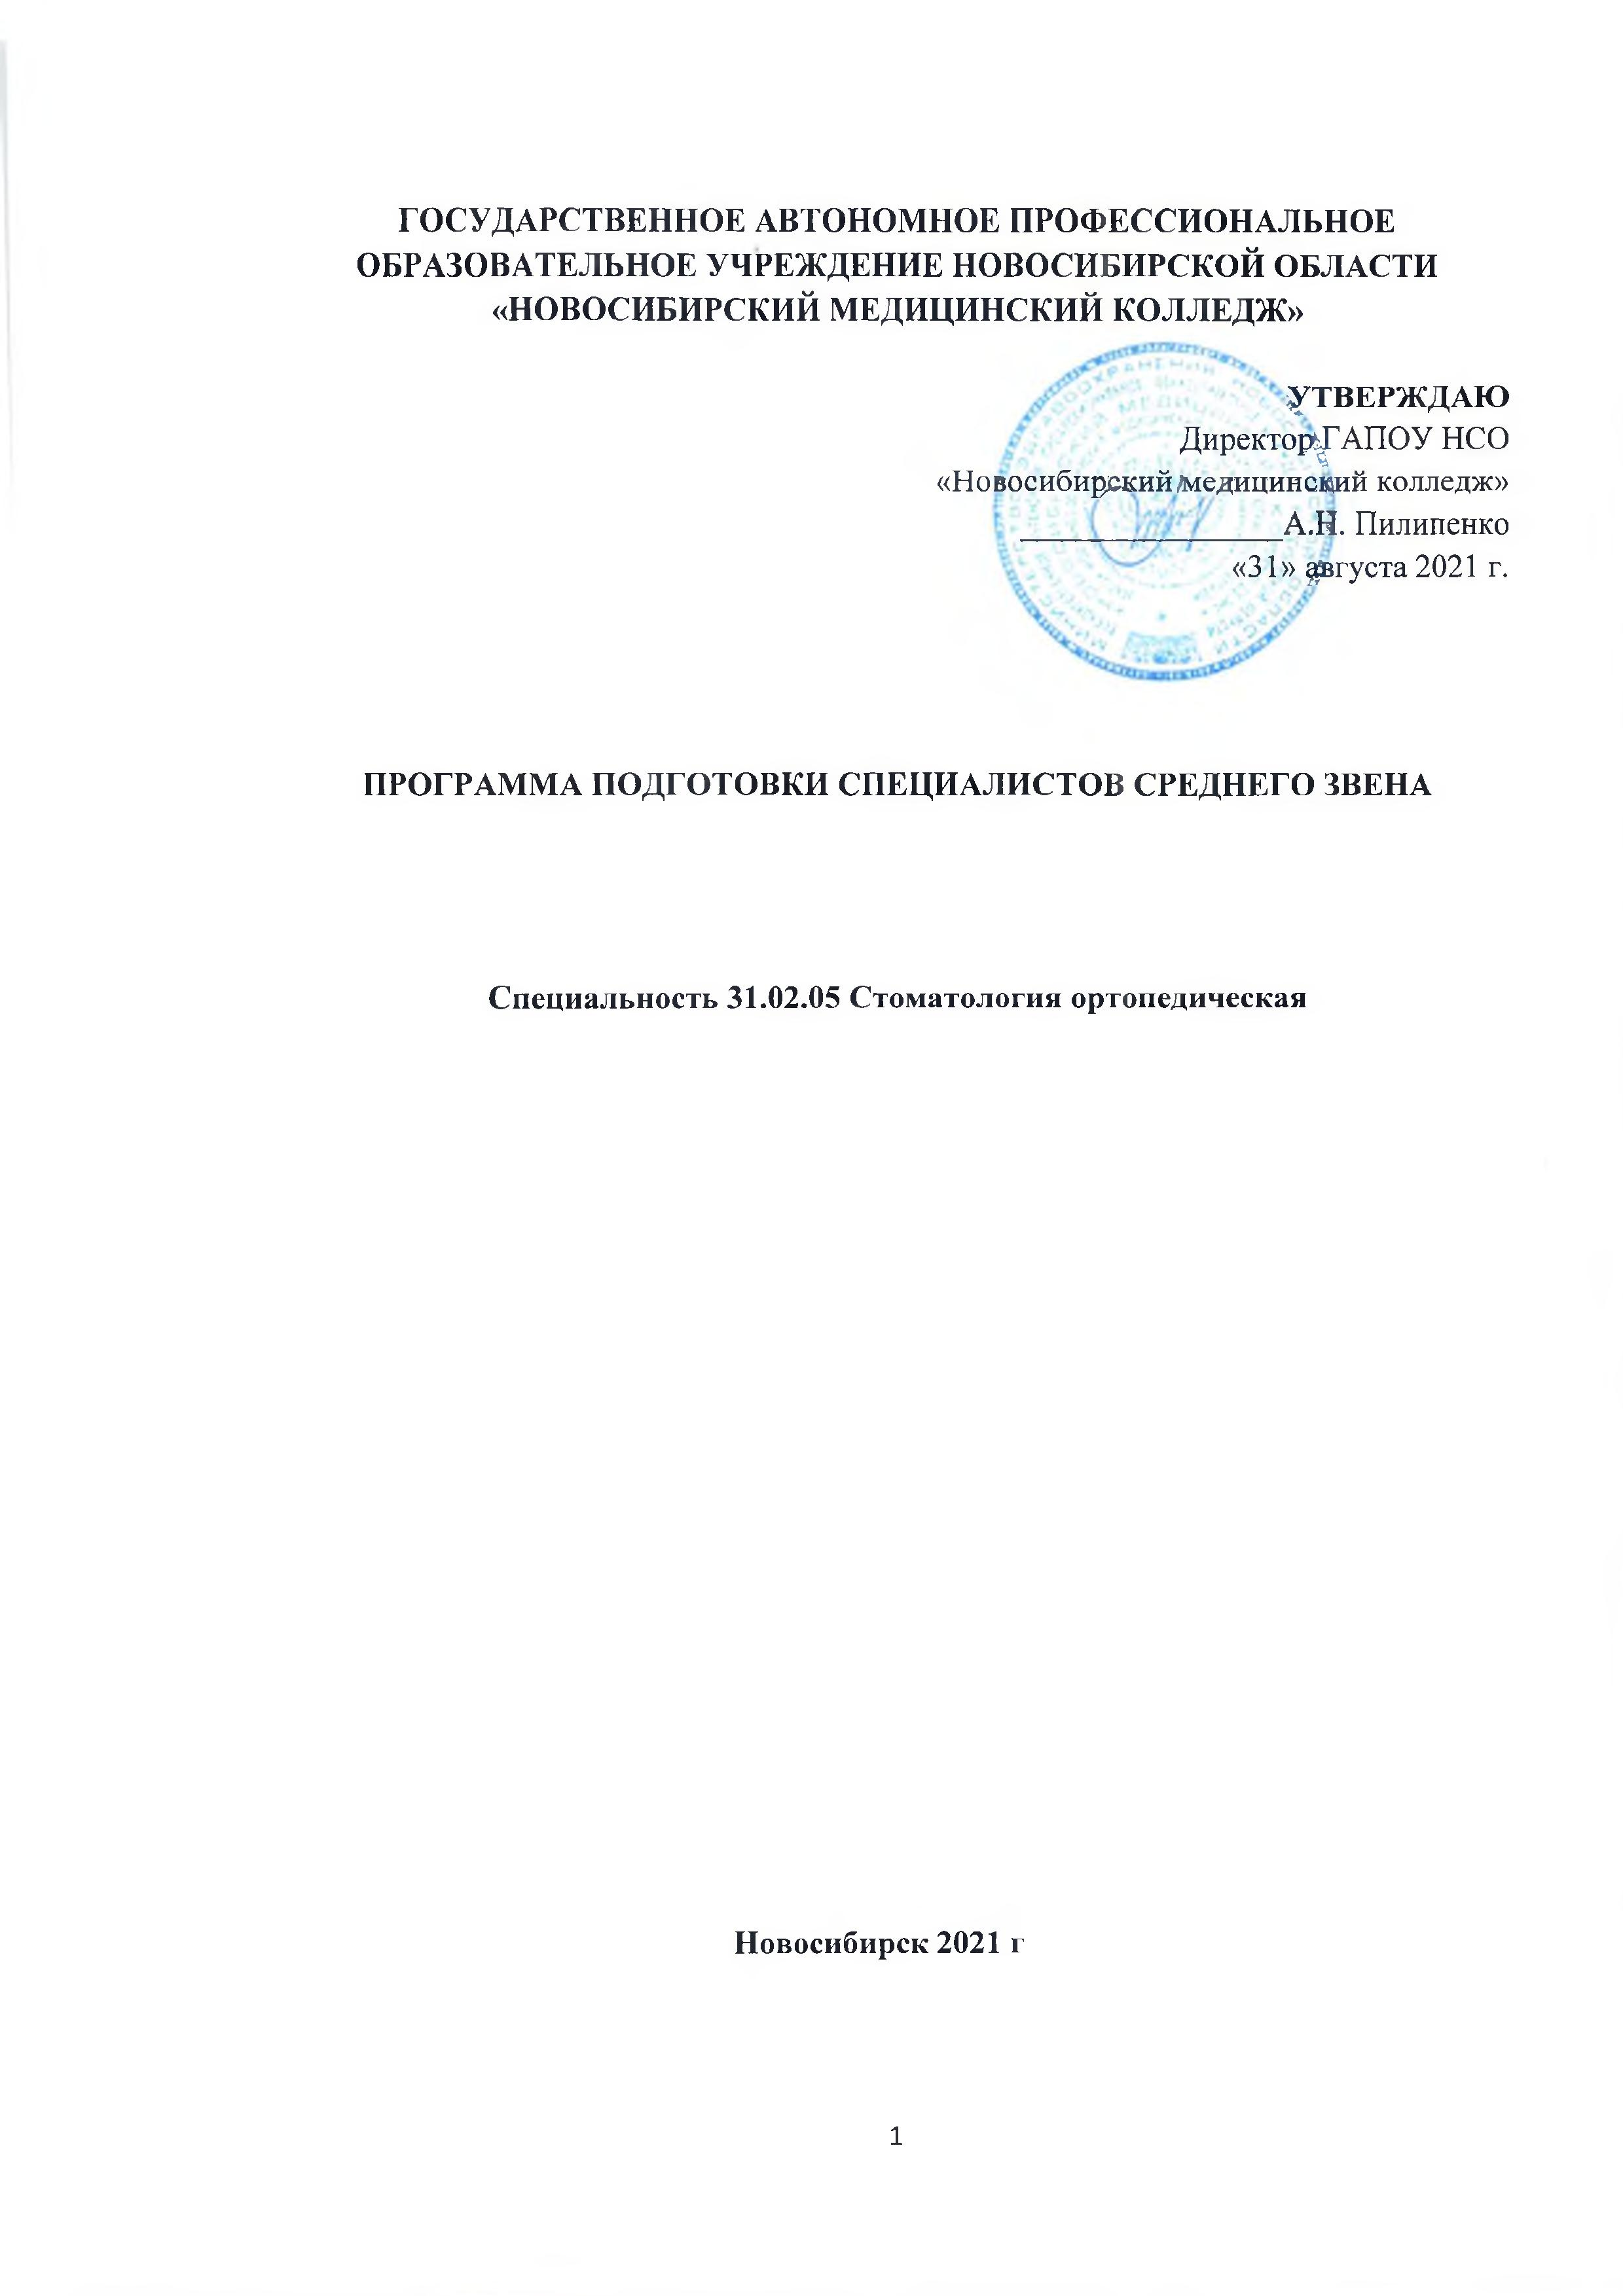 ГОСУДАРСТВЕННОЕ АВТОНОМНОЕ ПРОФЕССИОНАЛЬНОЕ
ОБРАЗОВАТЕЛЬНОЕ УЧРЕЖДЕНИЕ НОВОСИБИРСКОЙ ОБЛАСТИ
«НОВОСИБИРСКИЙ МЕДИЦИНСКИЙ КОЛЛЕДЖ»
УТВЕРЖДАЮ
Директор ГАПОУ НСО
«Новосибирский медицинский колледж»
А.Н. Пилипенко
«31» августа 2021 г.
ПРОГРАММА ПОДГОТОВКИ СПЕЦИАЛИСТОВ СРЕДНЕГО ЗВЕНА
Специальность 31.02.05 Стоматология ортопедическая
Новосибирск 2021 г
1